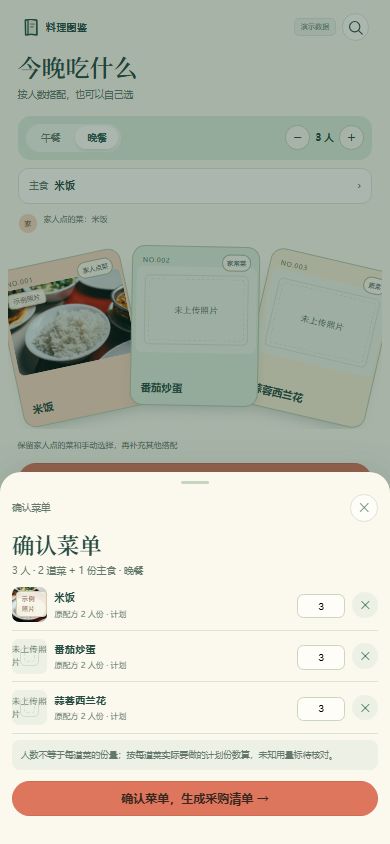 料理图鉴
演示数据
今晚吃什么
按人数搭配，也可以自己选
午餐 晚餐 − 3 人 +
主食 米饭 ›
家 家人点的菜：米饭
NO.001 家人点菜
示例照片
米饭
NO.002 家常菜
未上传照片
番茄炒蛋
NO.003
未上传照片
蒜蓉西兰花
保留家人点的菜和手动选择，再补充其他搭配
确认菜单
确认菜单
3 人 · 2 道菜 + 1 份主食 · 晚餐
示例照片
米饭
原配方 2 人份 · 计划
3
未上传照片
番茄炒蛋
原配方 2 人份 · 计划
3
未上传照片
蒜蓉西兰花
原配方 2 人份 · 计划
3
人数不等于每道菜的份量；按每道菜实际要做的计划份数算，未知用量标待核对。
确认菜单，生成采购清单 →